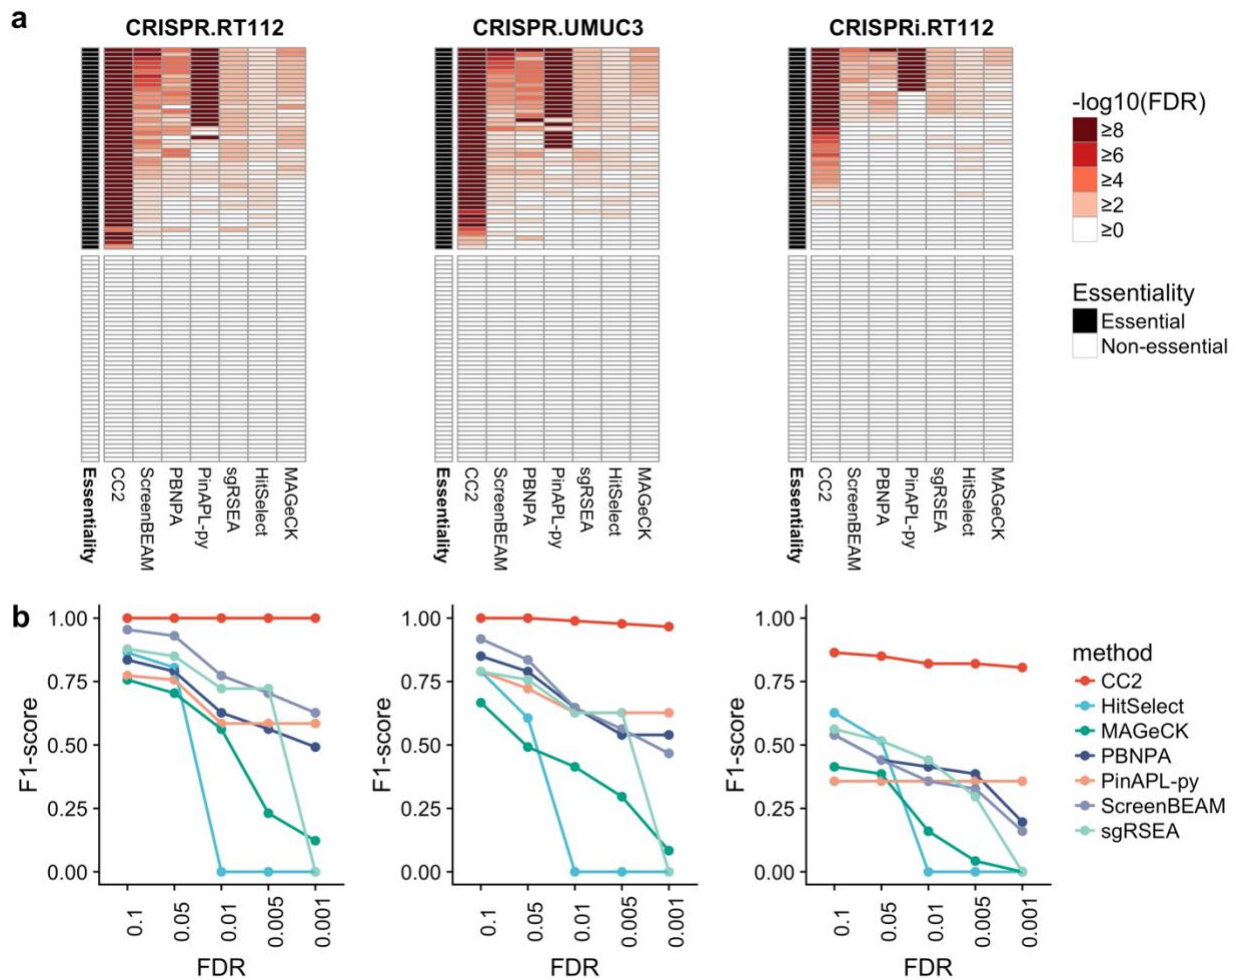 a
CRISPR.RT112
CRISPR.UMUC3
CRISPRi.RT112
-log10(FDR)
≥8
≥6
≥4
≥2
≥0
Essentiality
Essential
Non-essential
Essentiality
CC2
ScreenBEAM
PBNPA
PinAPL-py
sgRSEA
HitSelect
MAGeCK
Essentiality
CC2
ScreenBEAM
PBNPA
PinAPL-py
sgRSEA
HitSelect
MAGeCK
Essentiality
CC2
ScreenBEAM
PBNPA
PinAPL-py
sgRSEA
HitSelect
MAGeCK
b
F1-score
1.00
0.75
0.50
0.25
0.00
0.1
0.05
0.01
0.005
0.001
FDR
F1-score
1.00
0.75
0.50
0.25
0.00
0.1
0.05
0.01
0.005
0.001
FDR
F1-score
1.00
0.75
0.50
0.25
0.00
0.1
0.05
0.01
0.005
0.001
FDR
method
CC2
HitSelect
MAGeCK
PBNPA
PinAPL-py
ScreenBEAM
sgRSEA